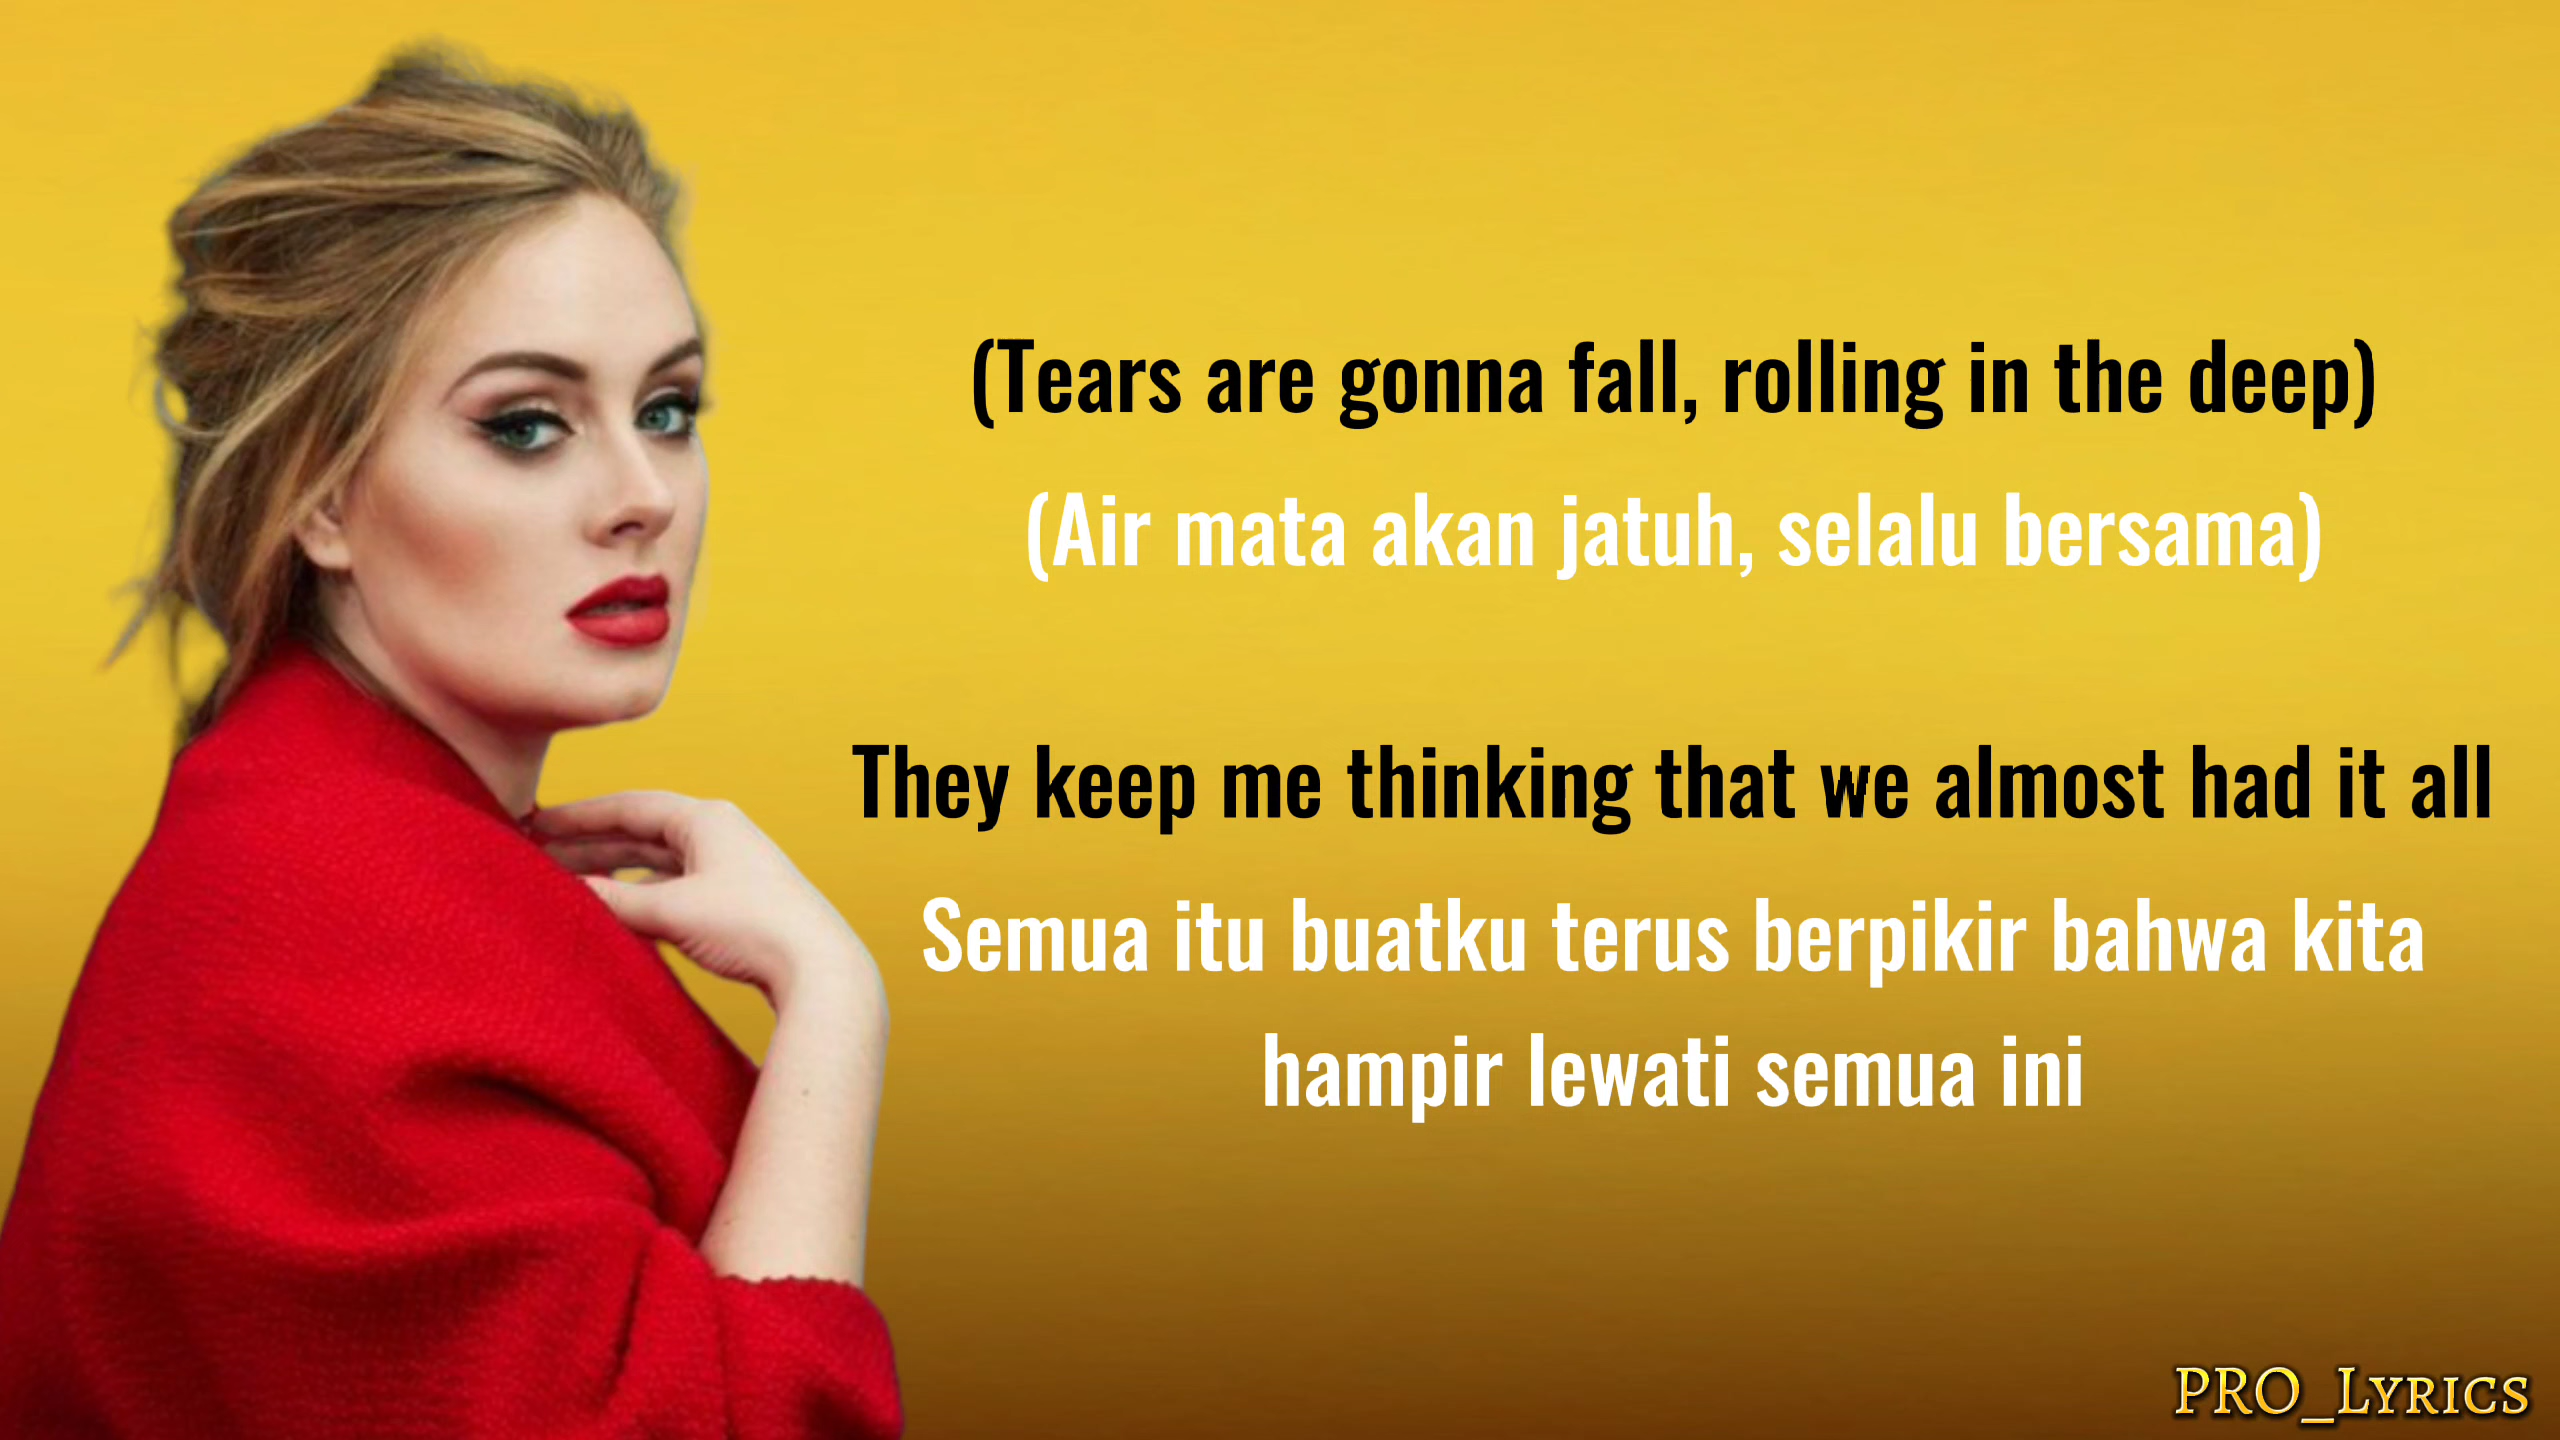 (Tears are gonna fall, rolling in the deep)
(Air mata akan jatuh, selalu bersama)
They keep me thinking that we almost had it all
Semua itu buatku terus berpikir bahwa kita
hampir lewati semua ini
PRO_Lyrics